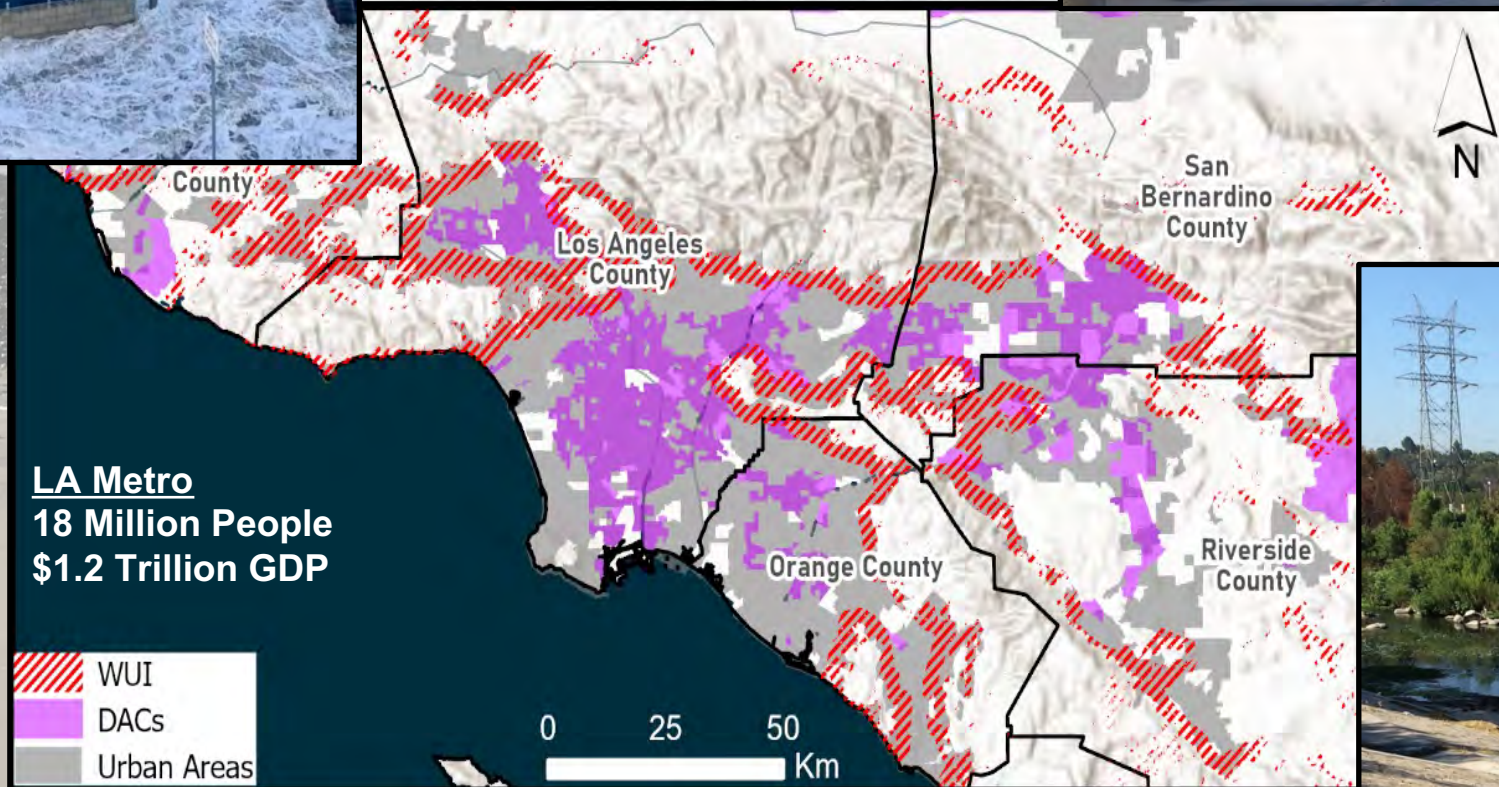 N
San
Bernardino
County
County
Los Angeles
County
LA Metro
18 Million People
$1.2 Trillion GDP
Orange County
Riverside
County
WUI
DACs
Urban Areas
0 25 50
Km